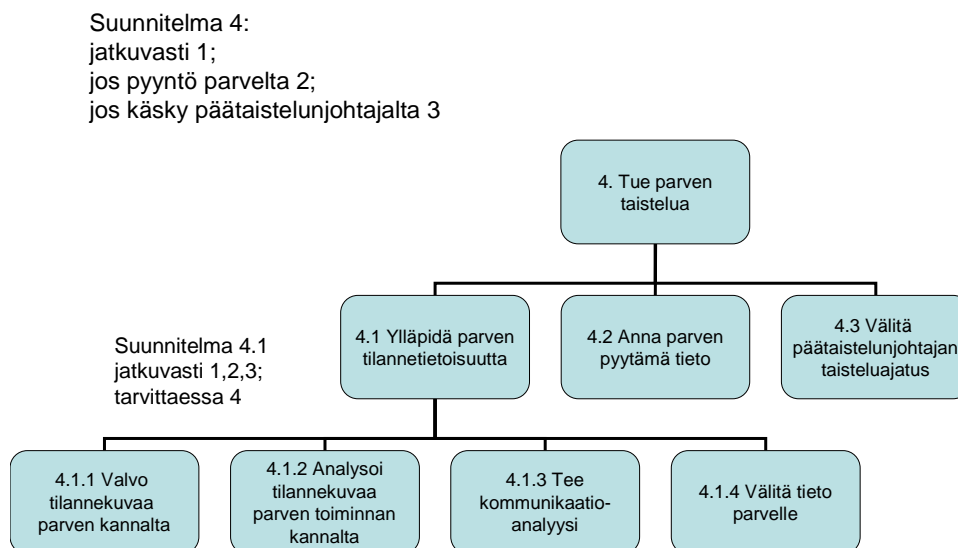 Suunnitelma 4:
jatkuvasti 1;
jos pyyntö parvelta 2;
jos käsky päätaistelunjohtajalta 3
4. Tue parven
taistelua
4.1 Ylläpidä parven
tilannetietoisuutta
4.2 Anna parven
pyytämä tieto
4.3 Välitä
päätaistelunjohtajan
taisteluajatus
Suunnitelma 4.1
jatkuvasti 1,2,3;
tarvittaessa 4
4.1.1 Valvo
tilannekuvaa
parven kannalta
4.1.2 Analysoi
tilannekuvaa
parven toiminnan
kannalta
4.1.3 Tee
kommunikaatio-
analyysi
4.1.4 Välitä tieto
parvelle